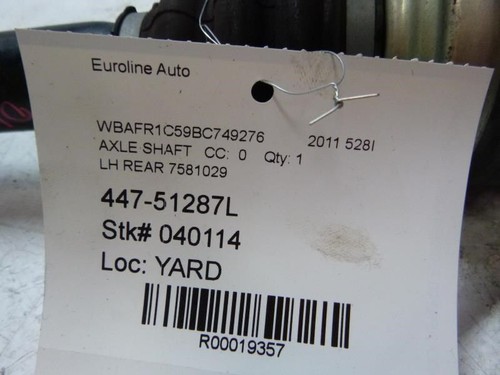 Euroline Auto
WBAFR1C59BC749276 2011 528I
AXLE SHAFT CC: 0 Qty: 1
LH REAR 7581029
447-51287L
Stk# 040114
Loc: YARD
R00019357